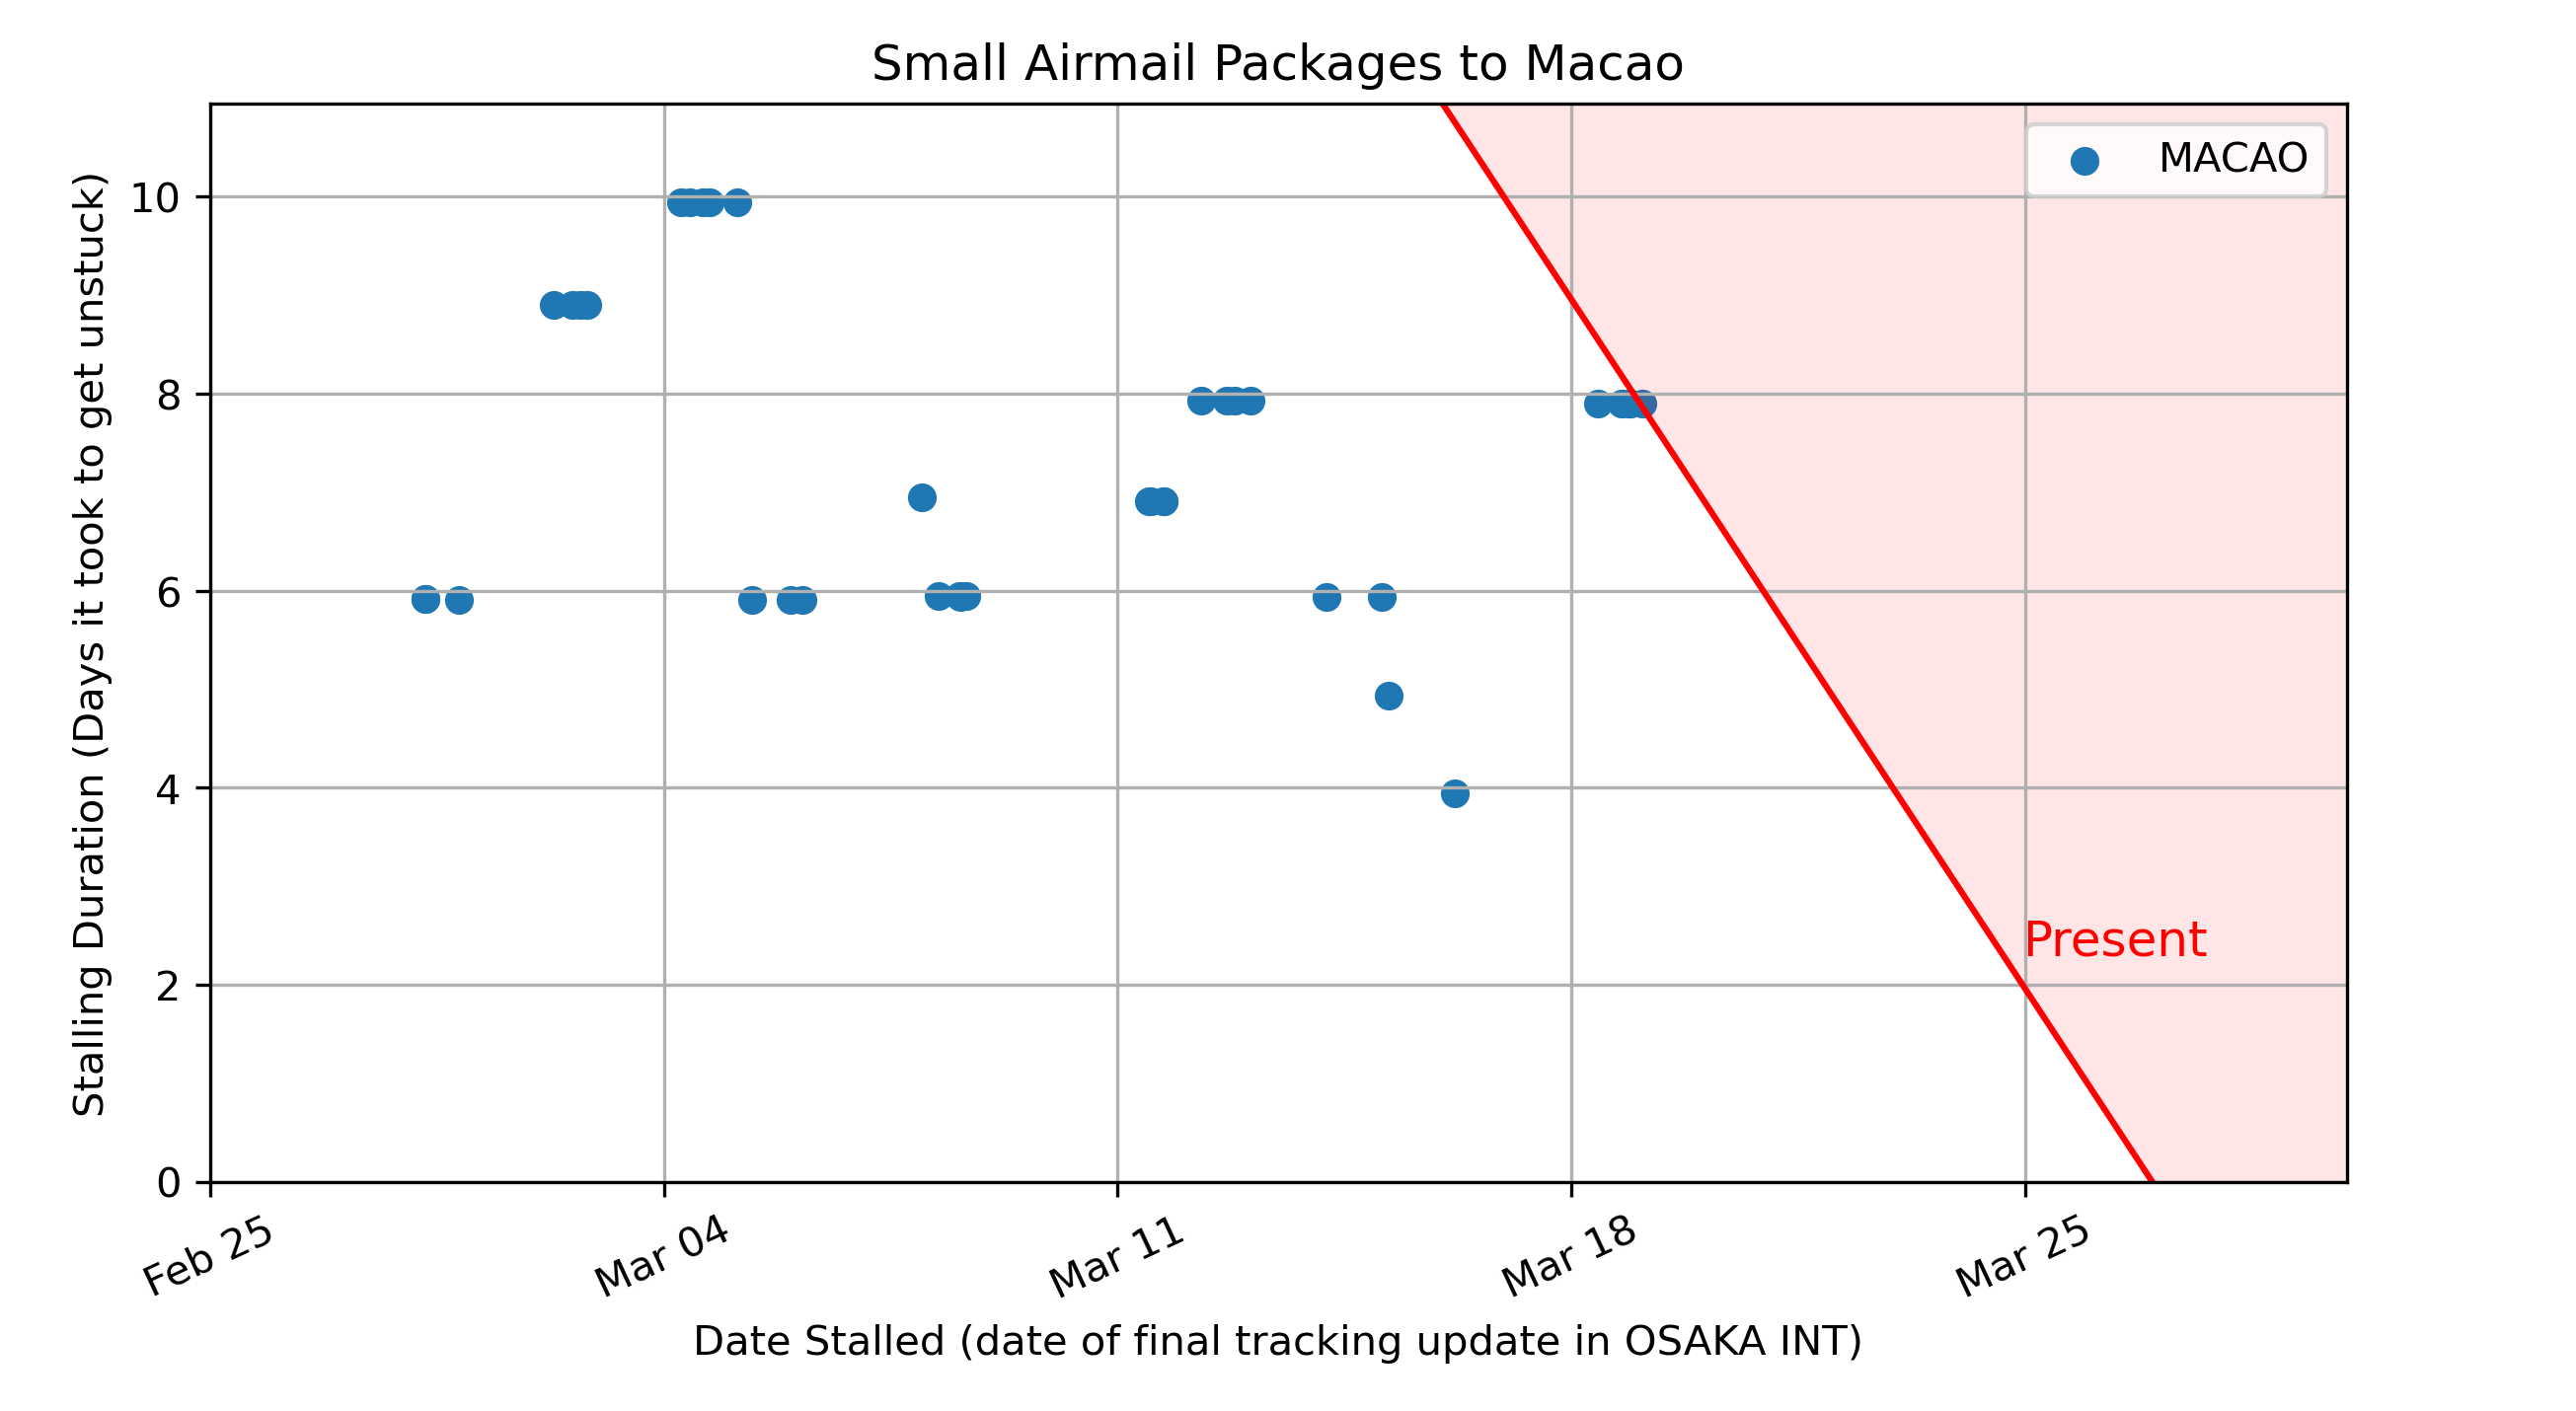 Small Airmail Packages to Macao
MACAO
Stalling Duration (Days it took to get unstuck)
10
8
6
4
2
0
Present
Feb 25
Mar 04
Mar 11
Mar 18
Mar 25
Date Stalled (date of final tracking update in OSAKA INT)